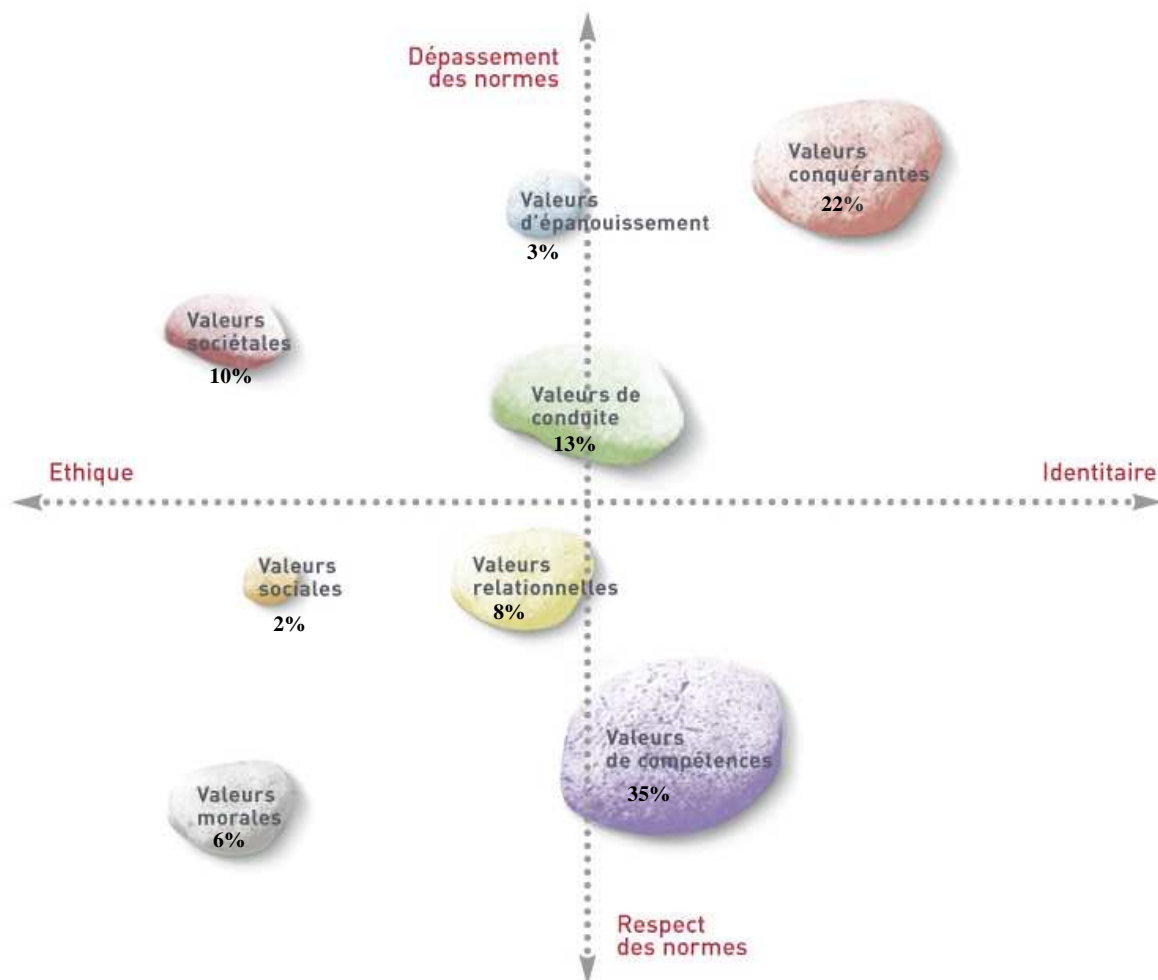 Dépassement
des normes
Valeurs
conquérantes
22%
Valeurs
d'épanouissement
3%
Valeurs
sociétales
10%
Valeurs de
conduite
13%
Ethique
Identitaire
Valeurs
sociales
2%
Valeurs
relationnelles
8%
Valeurs
de compétences
35%
Valeurs
morales
6%
Respect
des normes